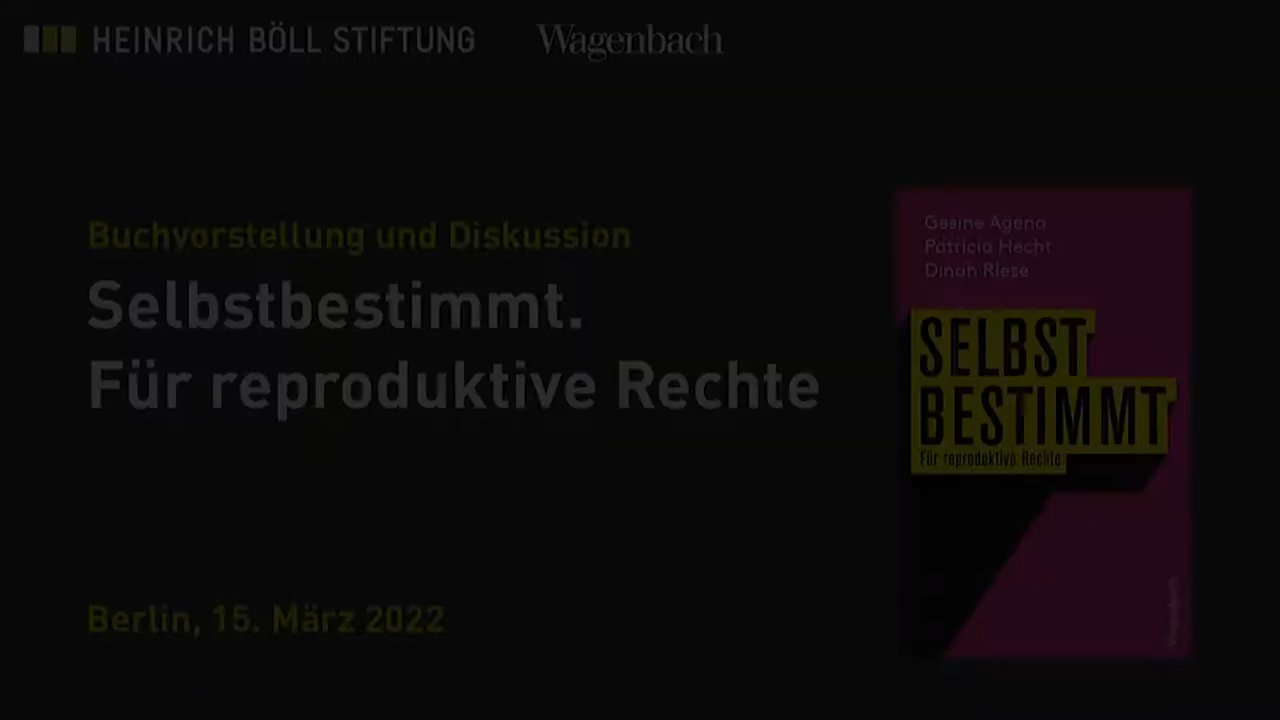 HEINRICH BÖLL STIFTUNG
Wagenbach
Buchvorstellung und Diskussion
Selbstbestimmt.
Für reproduktive Rechte
Berlin, 15. März 2022
Gesine Agena
Patricia Hecht
Dinah Riese
SELBST
BESTIMMT
Für reproduktive Rechte
Wagenbach